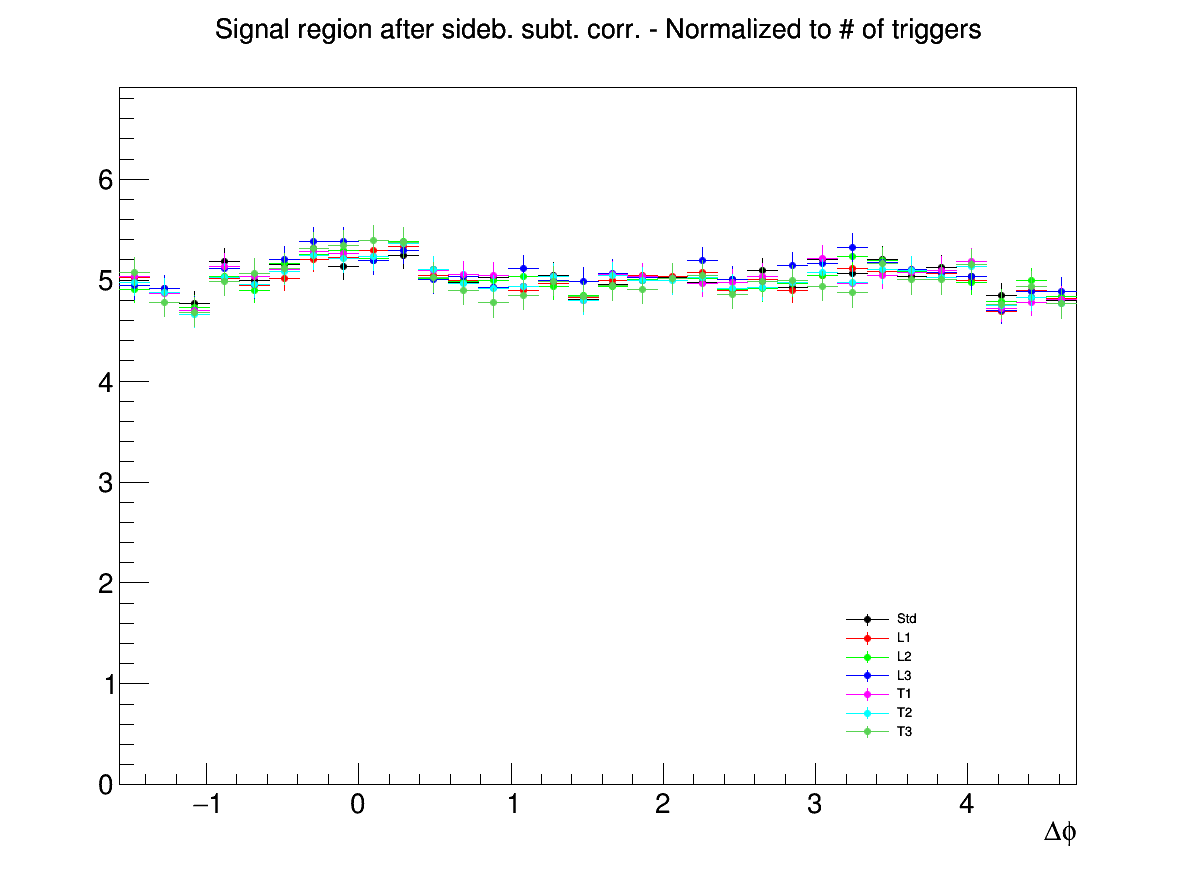 Signal region after sideb. subt. corr. - Normalized to # of triggers
6
5
4
3
2
1
0
Std
L1
L2
L3
T1
T2
T3
−1 0 1 2 3 4
Δϕ